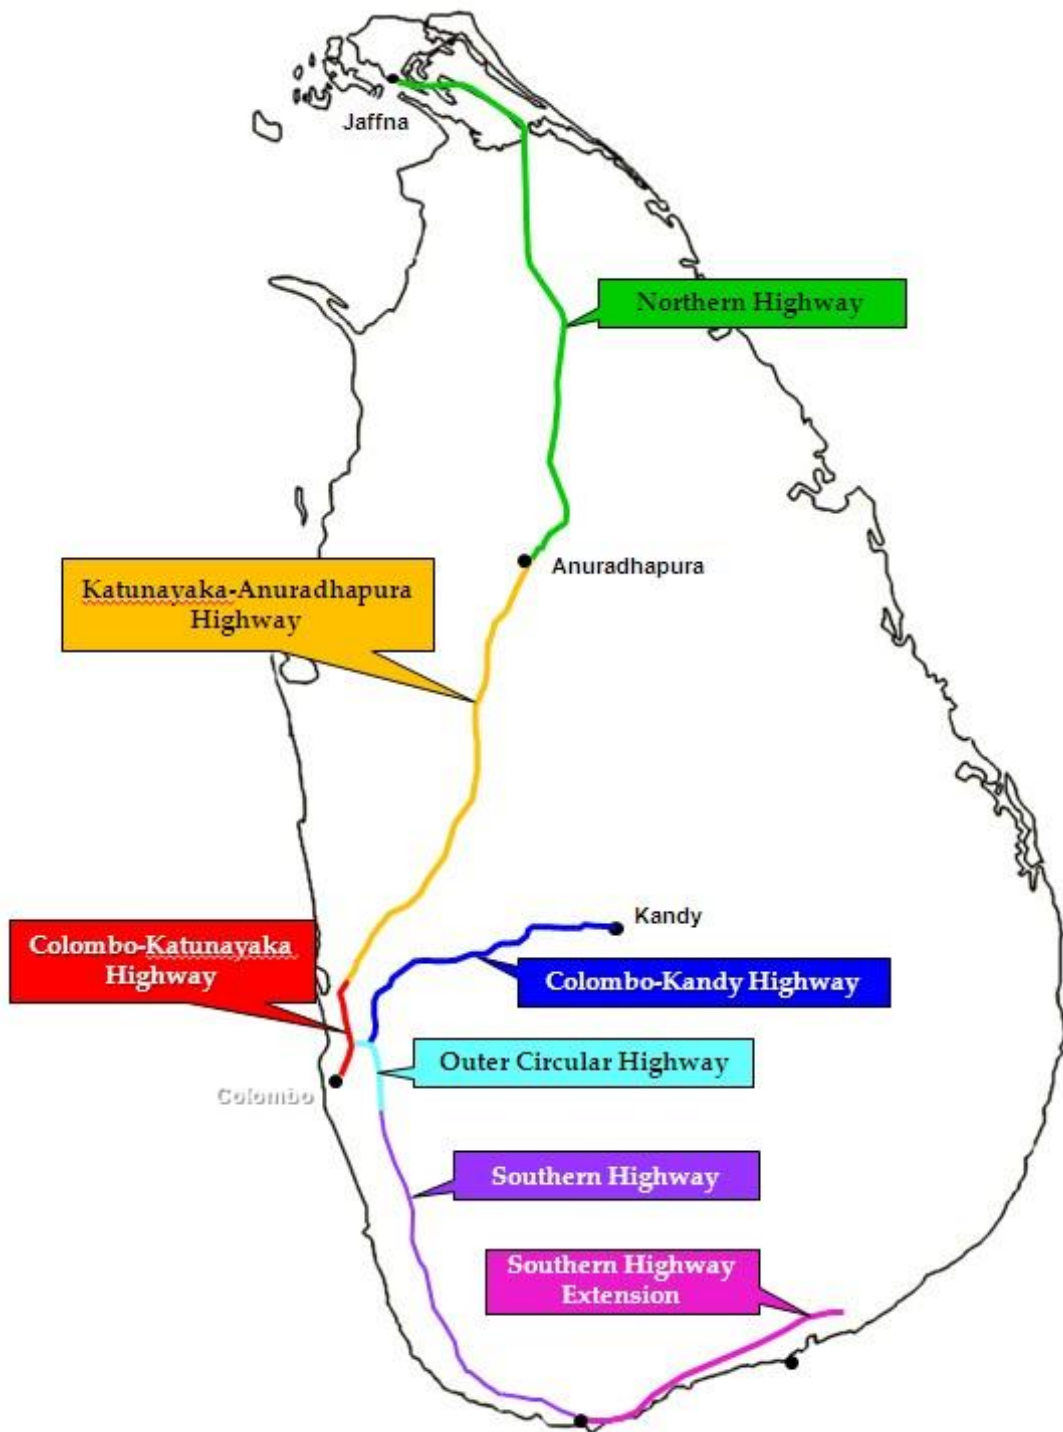 Jaffna
Northern Highway
Anuradhapura
Katunayaka-Anuradhapura
Highway
Kandy
Colombo-Katunayaka
Highway
Colombo-Kandy Highway
Outer Circular Highway
Colombo
Southern Highway
Southern Highway
Extension